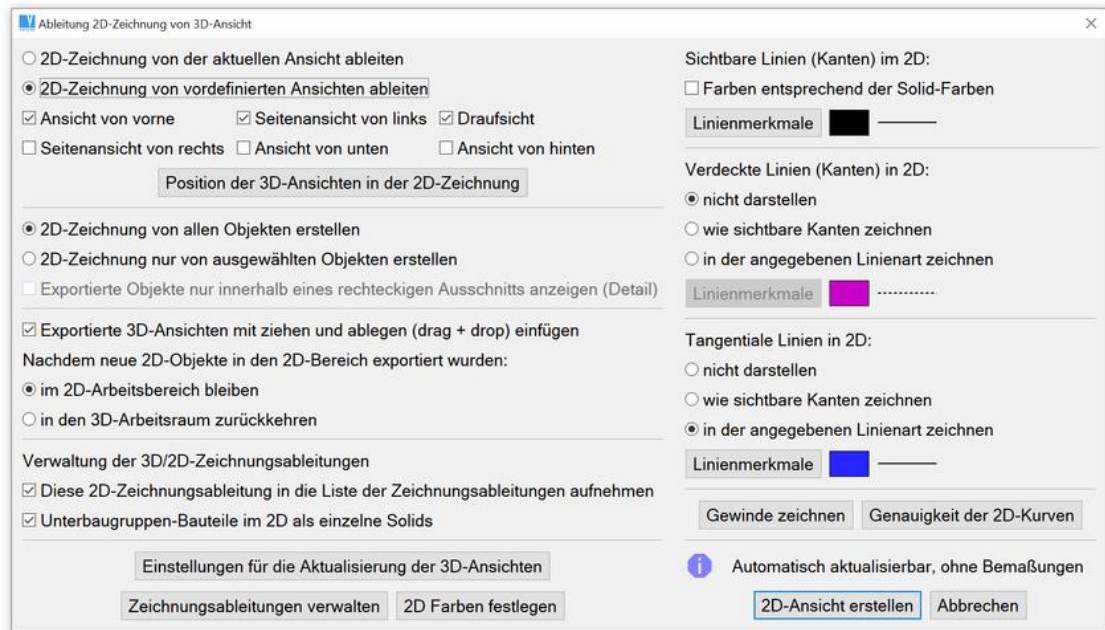 Ableitung 2D-Zeichnung von 3D-Ansicht
2D-Zeichnung von der aktuellen Ansicht ableiten
2D-Zeichnung von vordefinierten Ansichten ableiten
Ansicht von vorne Seitenansicht von links Draufsicht
Seitenansicht von rechts Ansicht von unten Ansicht von hinten
Position der 3D-Ansichten in der 2D-Zeichnung
2D-Zeichnung von allen Objekten erstellen
2D-Zeichnung nur von ausgewählten Objekten erstellen
Exportierte Objekte nur innerhalb eines rechteckigen Ausschnitts anzeigen (Detail)
Exportierte 3D-Ansichten mit ziehen und ablegen (drag + drop) einfügen
Nachdem neue 2D-Objekte in den 2D-Bereich exportiert wurden:
im 2D-Arbeitsbereich bleiben
in den 3D-Arbeitsraum zurückkehren
Verwaltung der 3D/2D-Zeichnungsableitungen
Diese 2D-Zeichnungsableitung in die Liste der Zeichnungsableitungen aufnehmen
Unterbaugruppen-Bauteile im 2D als einzelne Solids
Einstellungen für die Aktualisierung der 3D-Ansichten
Zeichnungsableitungen verwalten 2D Farben festlegen
Sichtbare Linien (Kanten) im 2D:
Farben entsprechend der Solid-Farben
Linienmerkmale
Verdeckte Linien (Kanten) in 2D:
nicht darstellen
wie sichtbare Kanten zeichnen
in der angegebenen Linienart zeichnen
Linienmerkmale
Tangentiale Linien in 2D:
nicht darstellen
wie sichtbare Kanten zeichnen
in der angegebenen Linienart zeichnen
Linienmerkmale
Gewinde zeichnen Genauigkeit der 2D-Kurven
Automatisch aktualisierbar, ohne Bemaßungen
2D-Ansicht erstellen Abbrechen